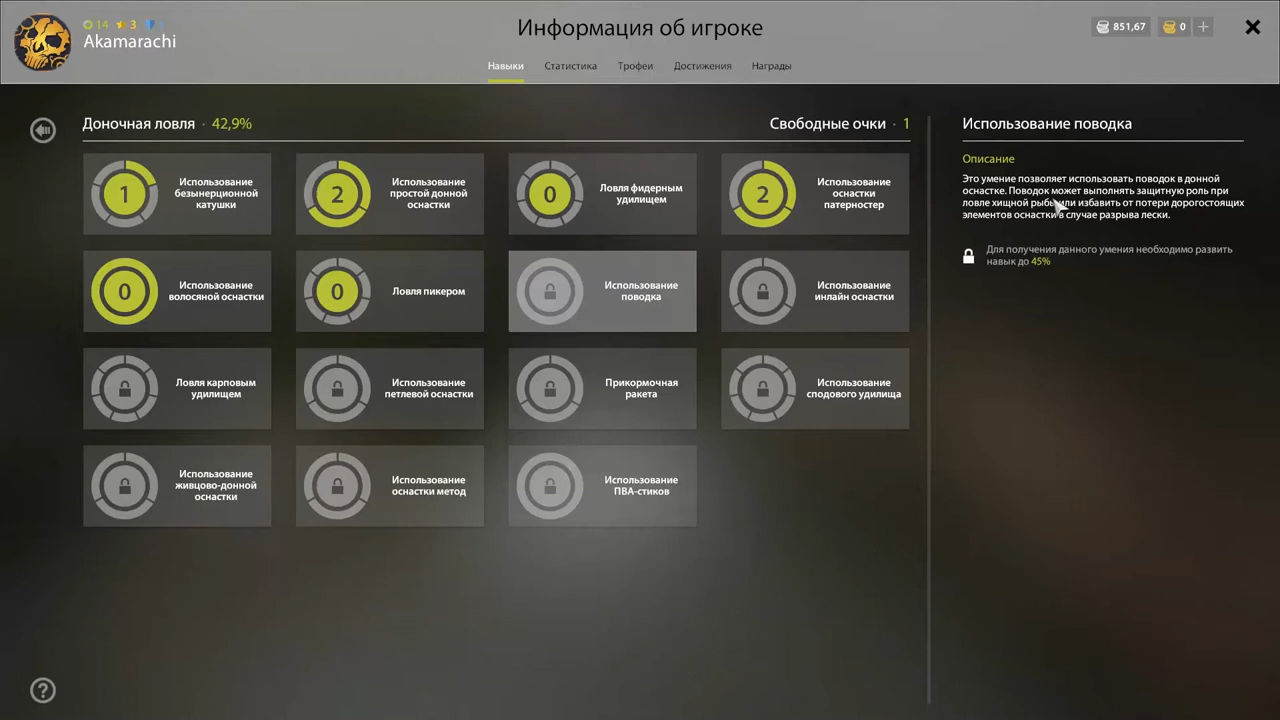 14 3
Akamarachi
Информация об игроке
851,67 0 +
Навыки Статистика Трофеи Достижения Награды
Доночная ловля · 42,9%
Свободные очки · 1
1 Использование
безынерционной
катушки
2 Использование
простой донной
оснастки
0 Ловля фидерным
удилищем
2 Использование
оснастки
патерностер
0 Использование
волосяной оснастки
0 Ловля пикером
Использование
поводка
Использование
инлайн оснастки
Ловля карповым
удилищем
Использование
петлевой оснастки
Прикормочная
ракета
Использование
сподового удилища
Использование
живцово-донной
оснастки
Использование
оснастки метод
Использование
ПВА-стиков
Использование поводка
Описание
Это умение позволяет использовать поводок в донной
оснастке. Поводок может выполнять защитную роль при
ловле хищной рыбы или избавить от потери дорогостоящих
элементов оснастки в случае разрыва лески.
Для получения данного умения необходимо развить
навык до 45%
?